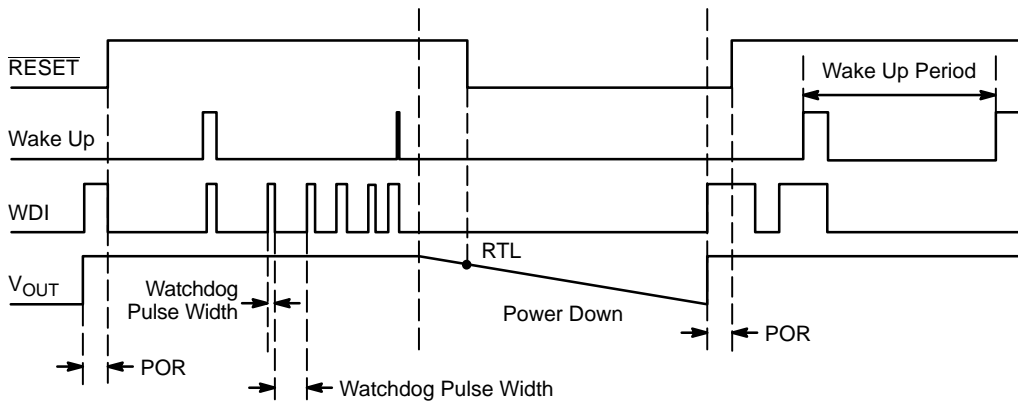 RESET
Wake Up Period
Wake Up
WDI
RTL
VOUT
Watchdog
Pulse Width
Power Down
POR
POR
Watchdog Pulse Width